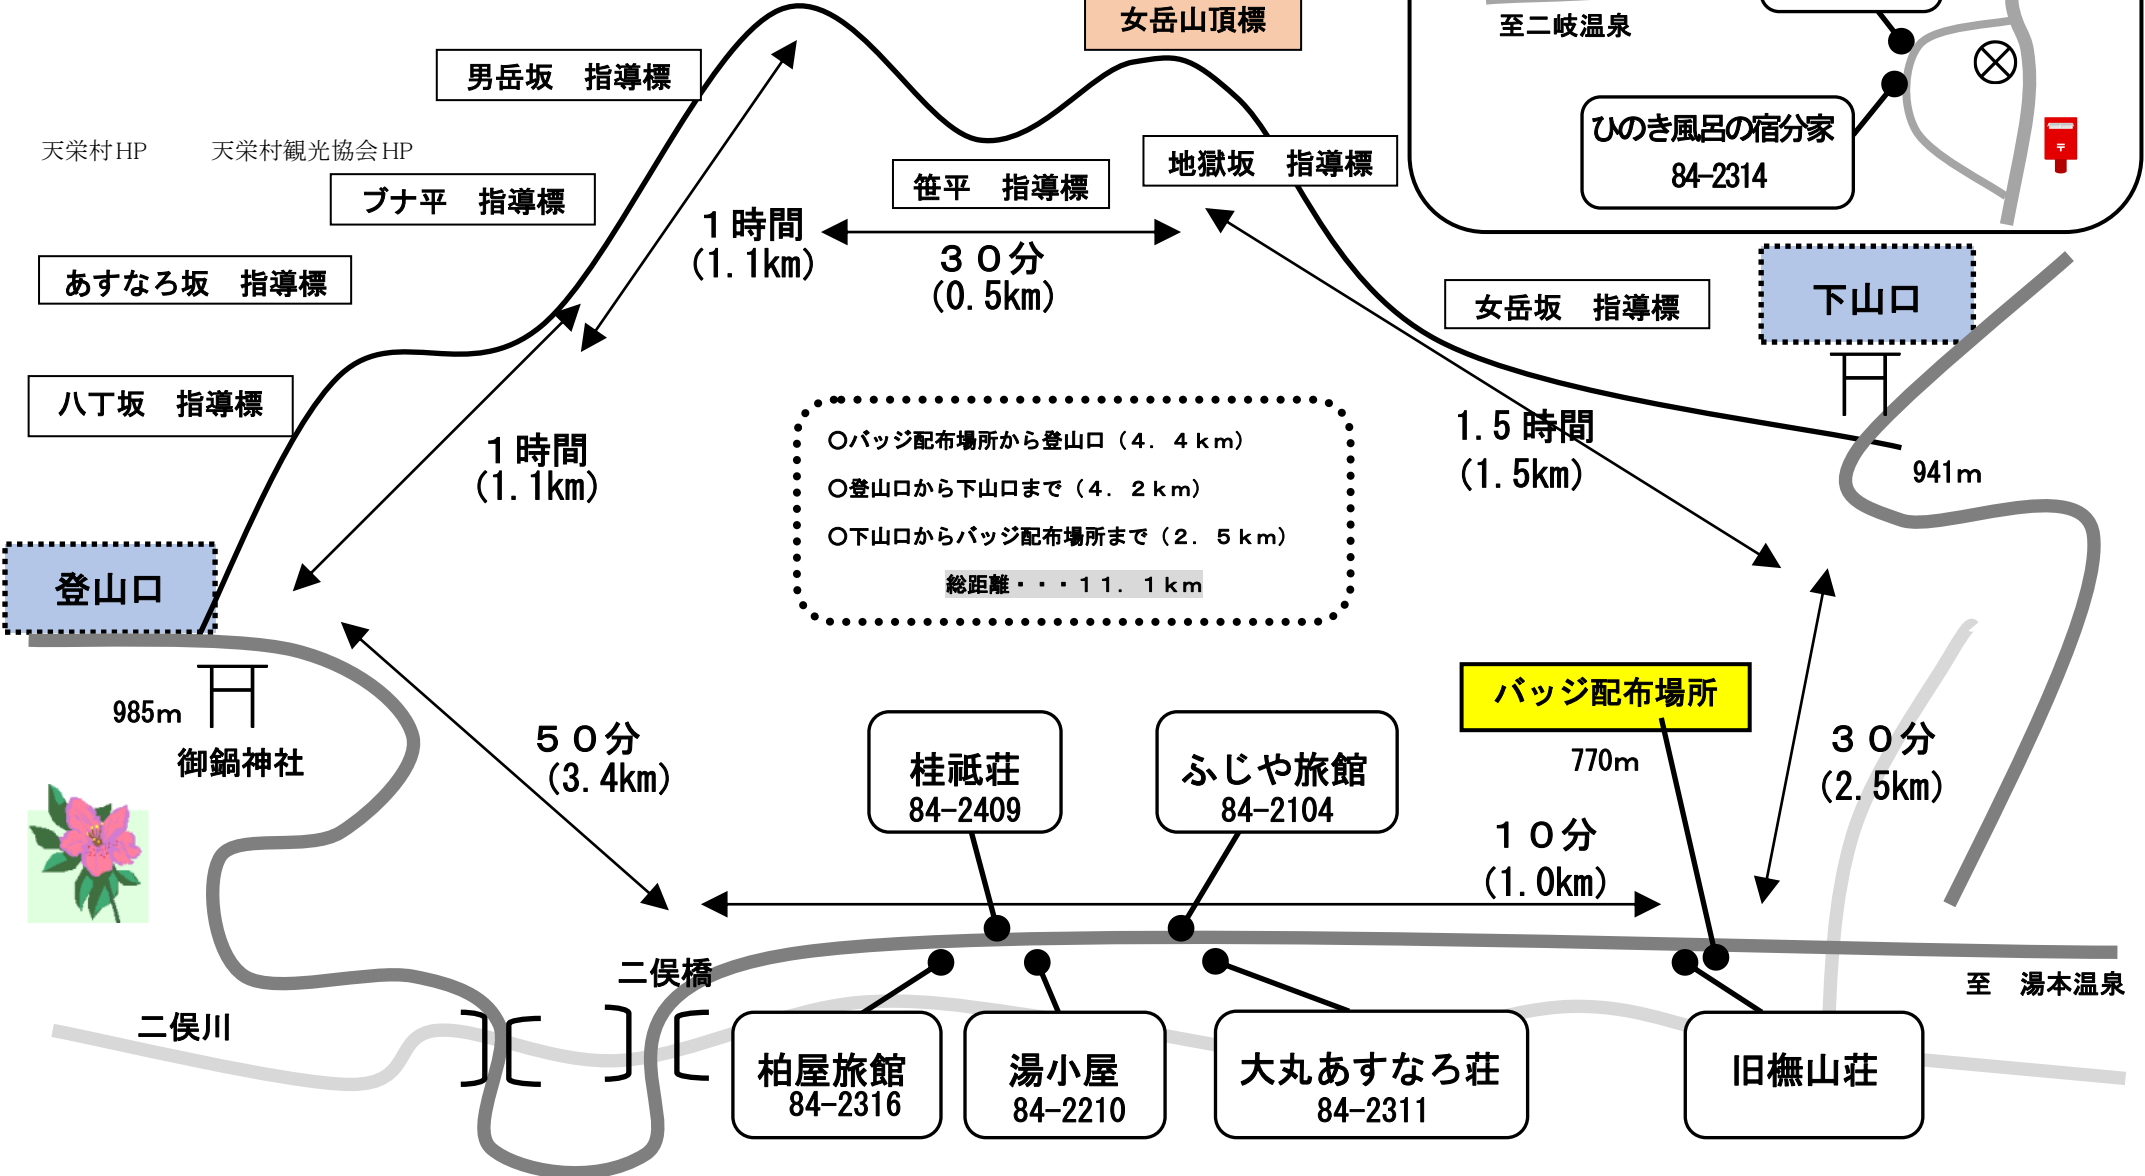 女岳山頂標
至二岐温泉
男岳坂　指導標
ひのき風呂の宿分家
84-2314
〒
天栄村HP　天栄村観光協会HP
地獄坂　指導標
笹平　指導標
ブナ平　指導標
１時間
(1.1km)
３０分
(0.5km)
あすなろ坂　指導標
女岳坂　指導標
下山口
八丁坂　指導標
１時間
(1.1km)
1.5時間
(1.5km)
941m
〇バッジ配布場所から登山口（４．４ｋｍ）
〇登山口から下山口まで（４．２ｋｍ）
〇下山口からバッジ配布場所まで（２．５ｋｍ）
総距離・・・１１．１ｋｍ
登山口
985m
御鍋神社
５０分
(3.4km)
バッジ配布場所
770m
３０分
(2.5km)
桂祗荘
84-2409
ふじや旅館
84-2104
１０分
(1.0km)
二俣橋
至　湯本温泉
二俣川
柏屋旅館
84-2316
湯小屋
84-2210
大丸あすなろ荘
84-2311
旧橅山荘